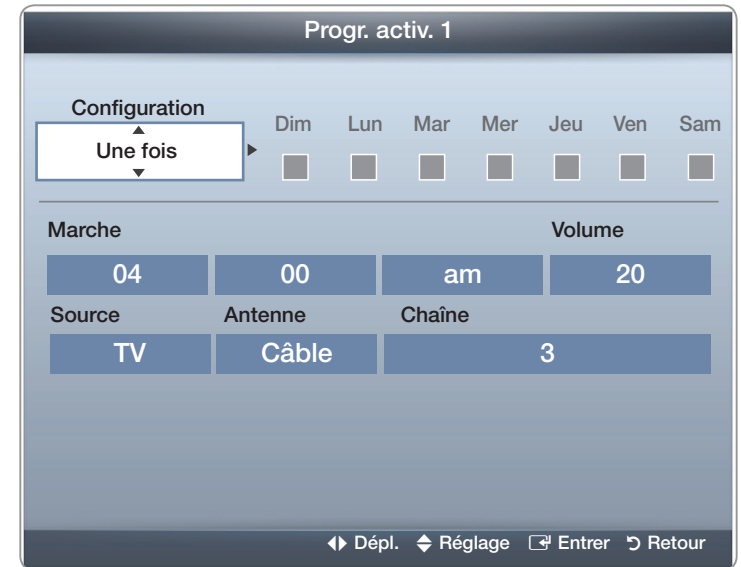 Progr. activ. 1
Configuration
Une fois
Dim Lun Mar Mer Jeu Ven Sam
Marche Volume
04 00 am 20
Source Antenne Chaîne
TV Câble 3
Dépl. Réglage Entrer Retour